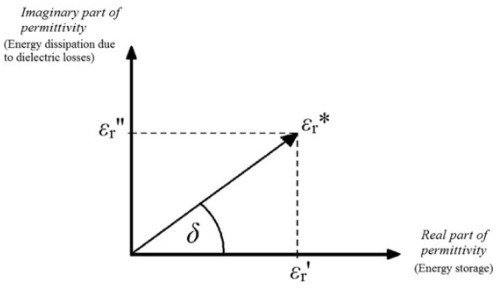 Imaginary part of
permittivity
(Energy dissipation due
to dielectric losses)
εr"
εr*
δ
Real part of
permittivity
(Energy storage)
εr'